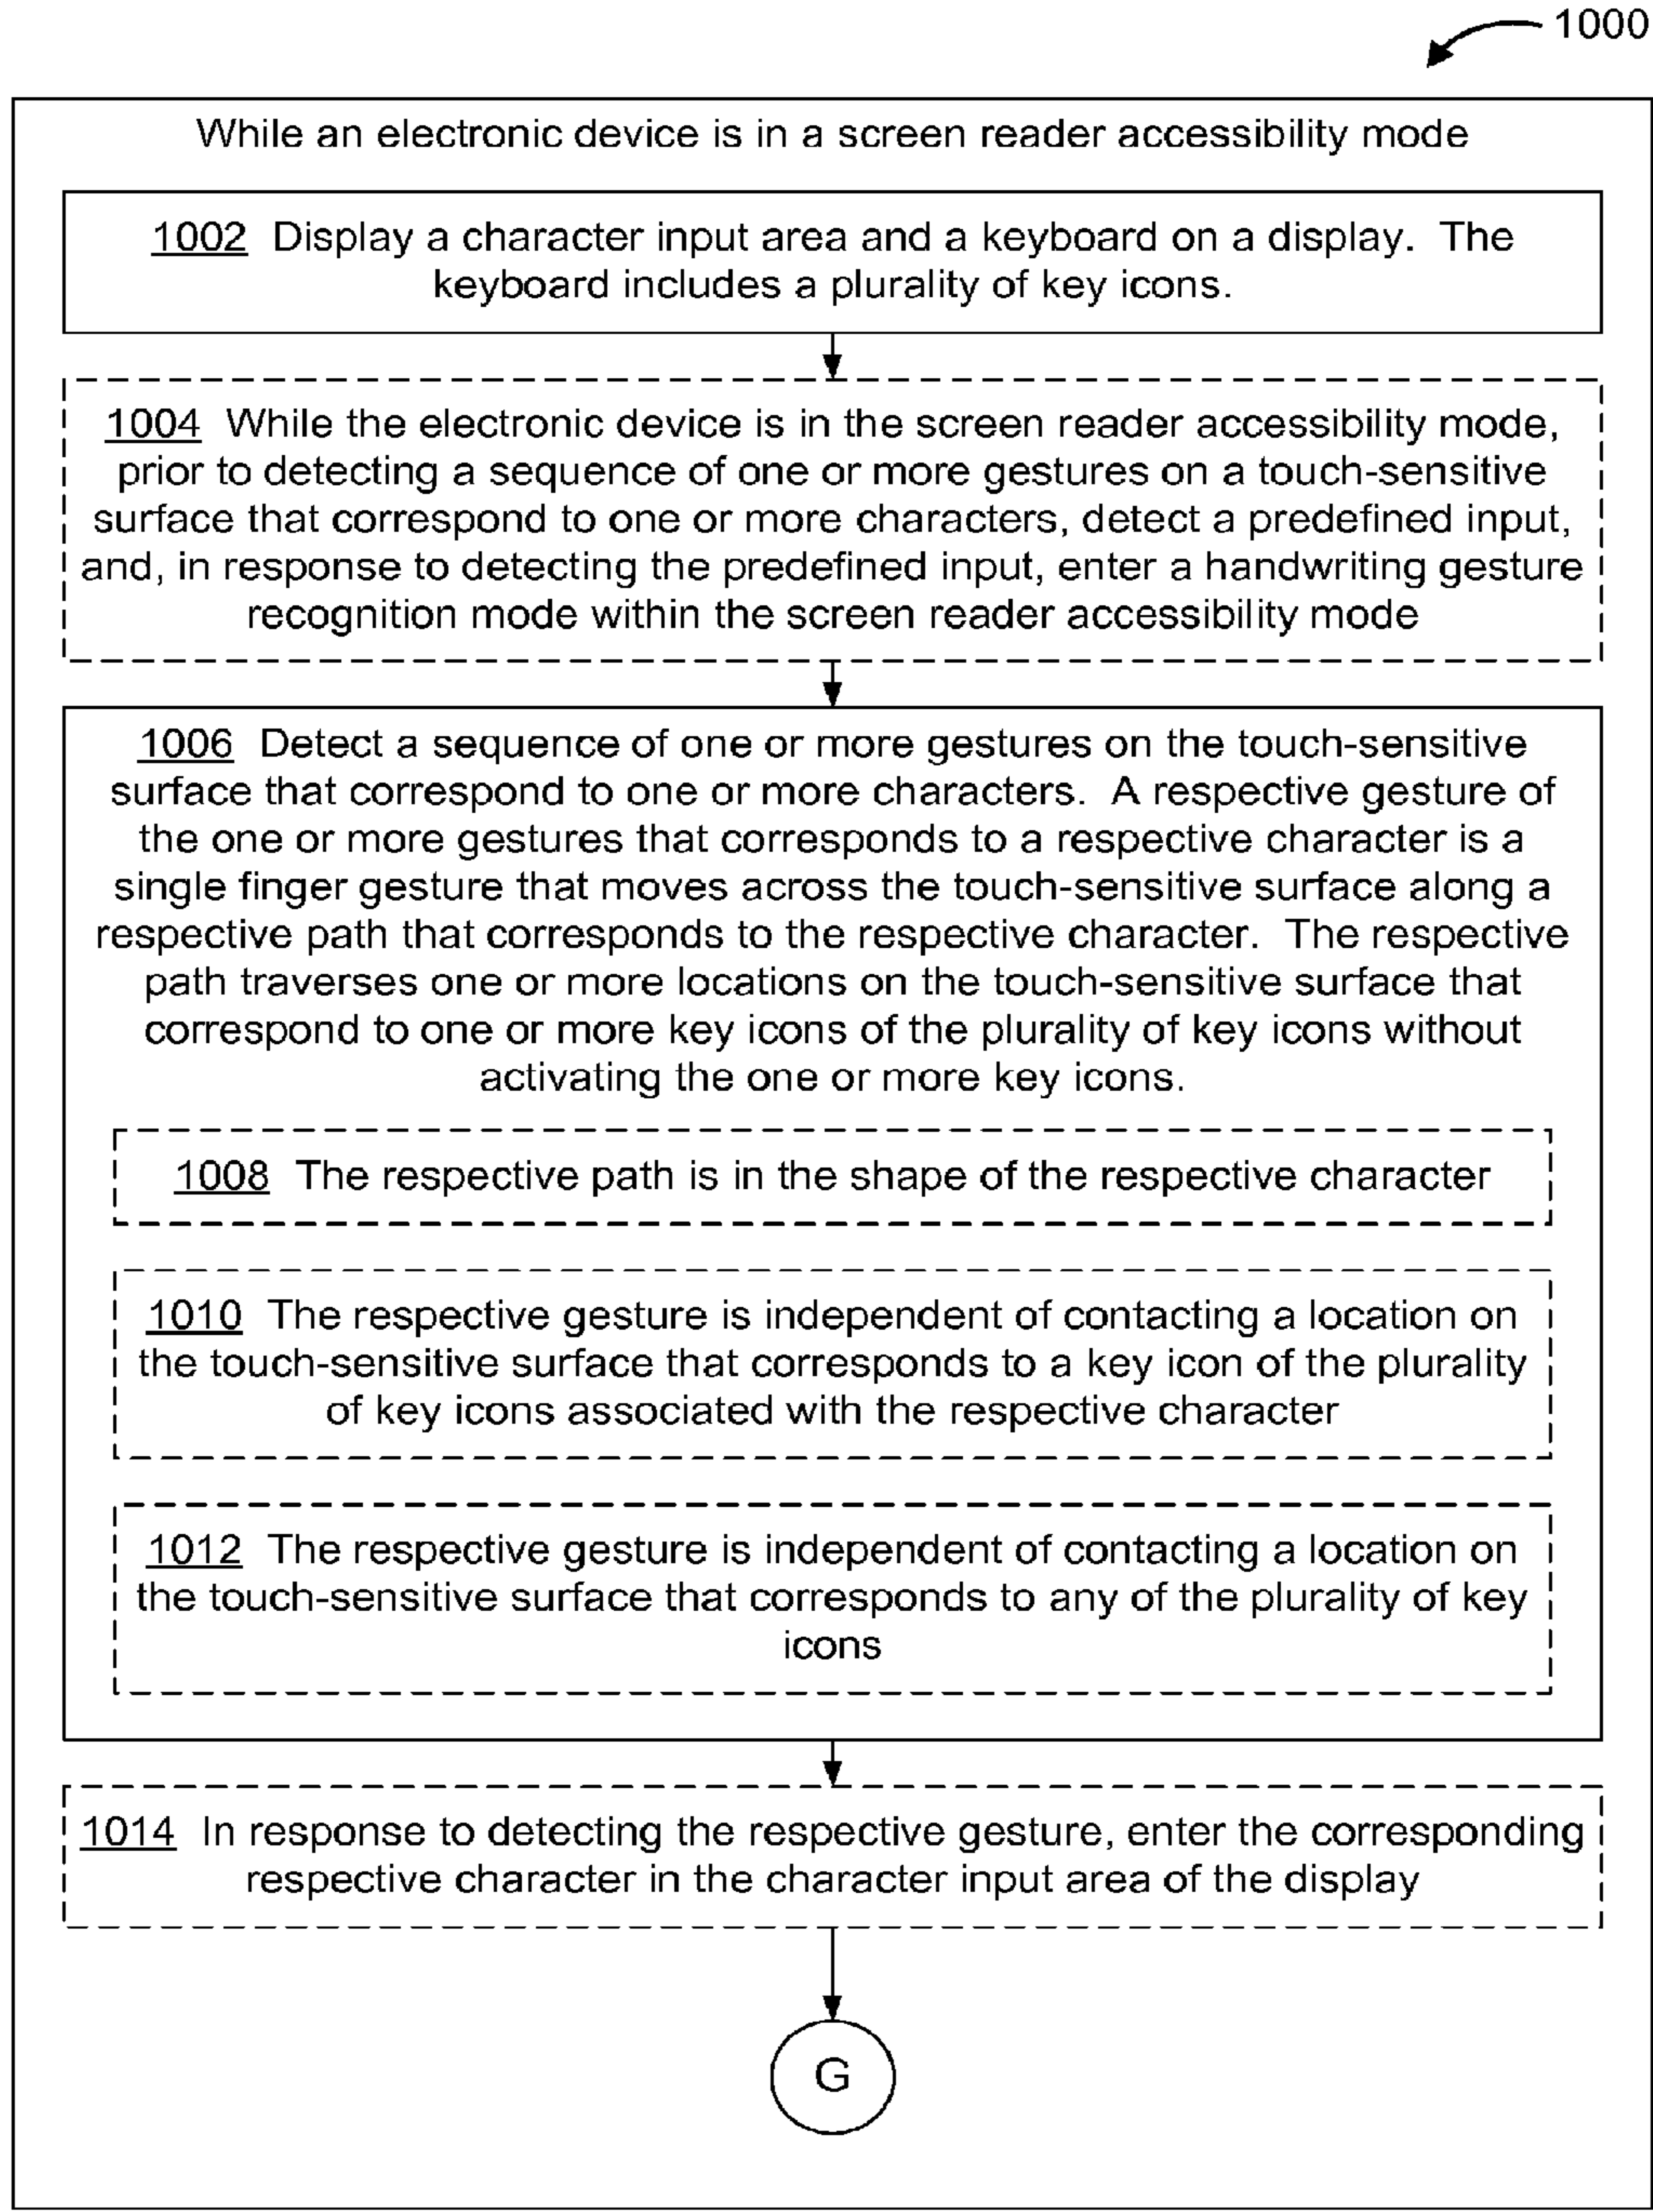 1000
While an electronic device is in a screen reader accessibility mode
1002 Display a character input area and a keyboard on a display. The
keyboard includes a plurality of key icons.
1004 While the electronic device is in the screen reader accessibility mode,
prior to detecting a sequence of one or more gestures on a touch-sensitive
surface that correspond to one or more characters, detect a predefined input,
and, in response to detecting the predefined input, enter a handwriting gesture
recognition mode within the screen reader accessibility mode
1006 Detect a sequence of one or more gestures on the touch-sensitive
surface that correspond to one or more characters. A respective gesture of
the one or more gestures that corresponds to a respective character is a
single finger gesture that moves across the touch-sensitive surface along a
respective path that corresponds to the respective character. The respective
path traverses one or more locations on the touch-sensitive surface that
correspond to one or more key icons of the plurality of key icons without
activating the one or more key icons.
1008 The respective path is in the shape of the respective character
1010 The respective gesture is independent of contacting a location on
the touch-sensitive surface that corresponds to a key icon of the plurality
of key icons associated with the respective character
1012 The respective gesture is independent of contacting a location on
the touch-sensitive surface that corresponds to any of the plurality of key
icons
1014 In response to detecting the respective gesture, enter the corresponding
respective character in the character input area of the display
G